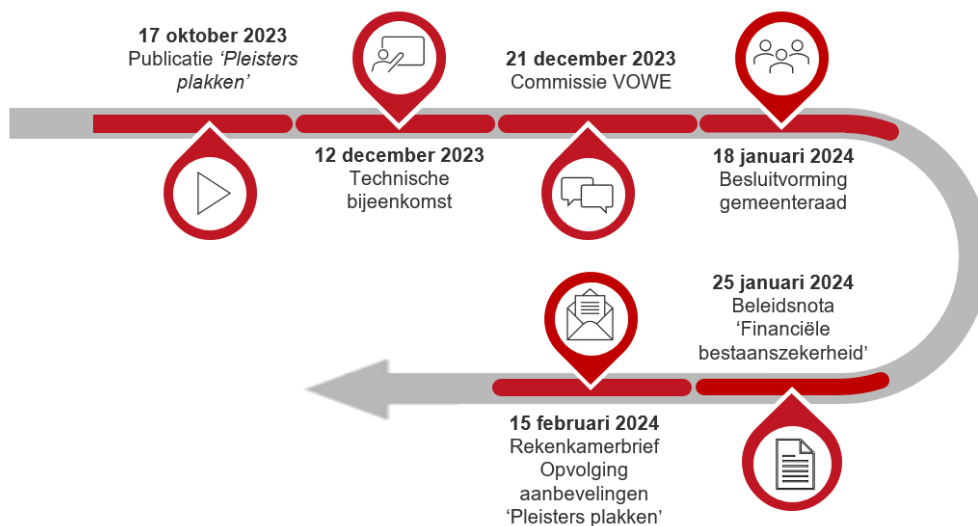 17 oktober 2023
Publicatie ‘Pleisters
plakken’
12 december 2023
Technische
bijeenkomst
21 december 2023
Commissie VOWE
18 januari 2024
Besluitvorming
gemeenteraad
25 januari 2024
Beleidsnota
‘Financiële
bestaanszekerheid’
15 februari 2024
Rekenkamerbrief
Opvolging
aanbevelingen
‘Pleisters plakken’